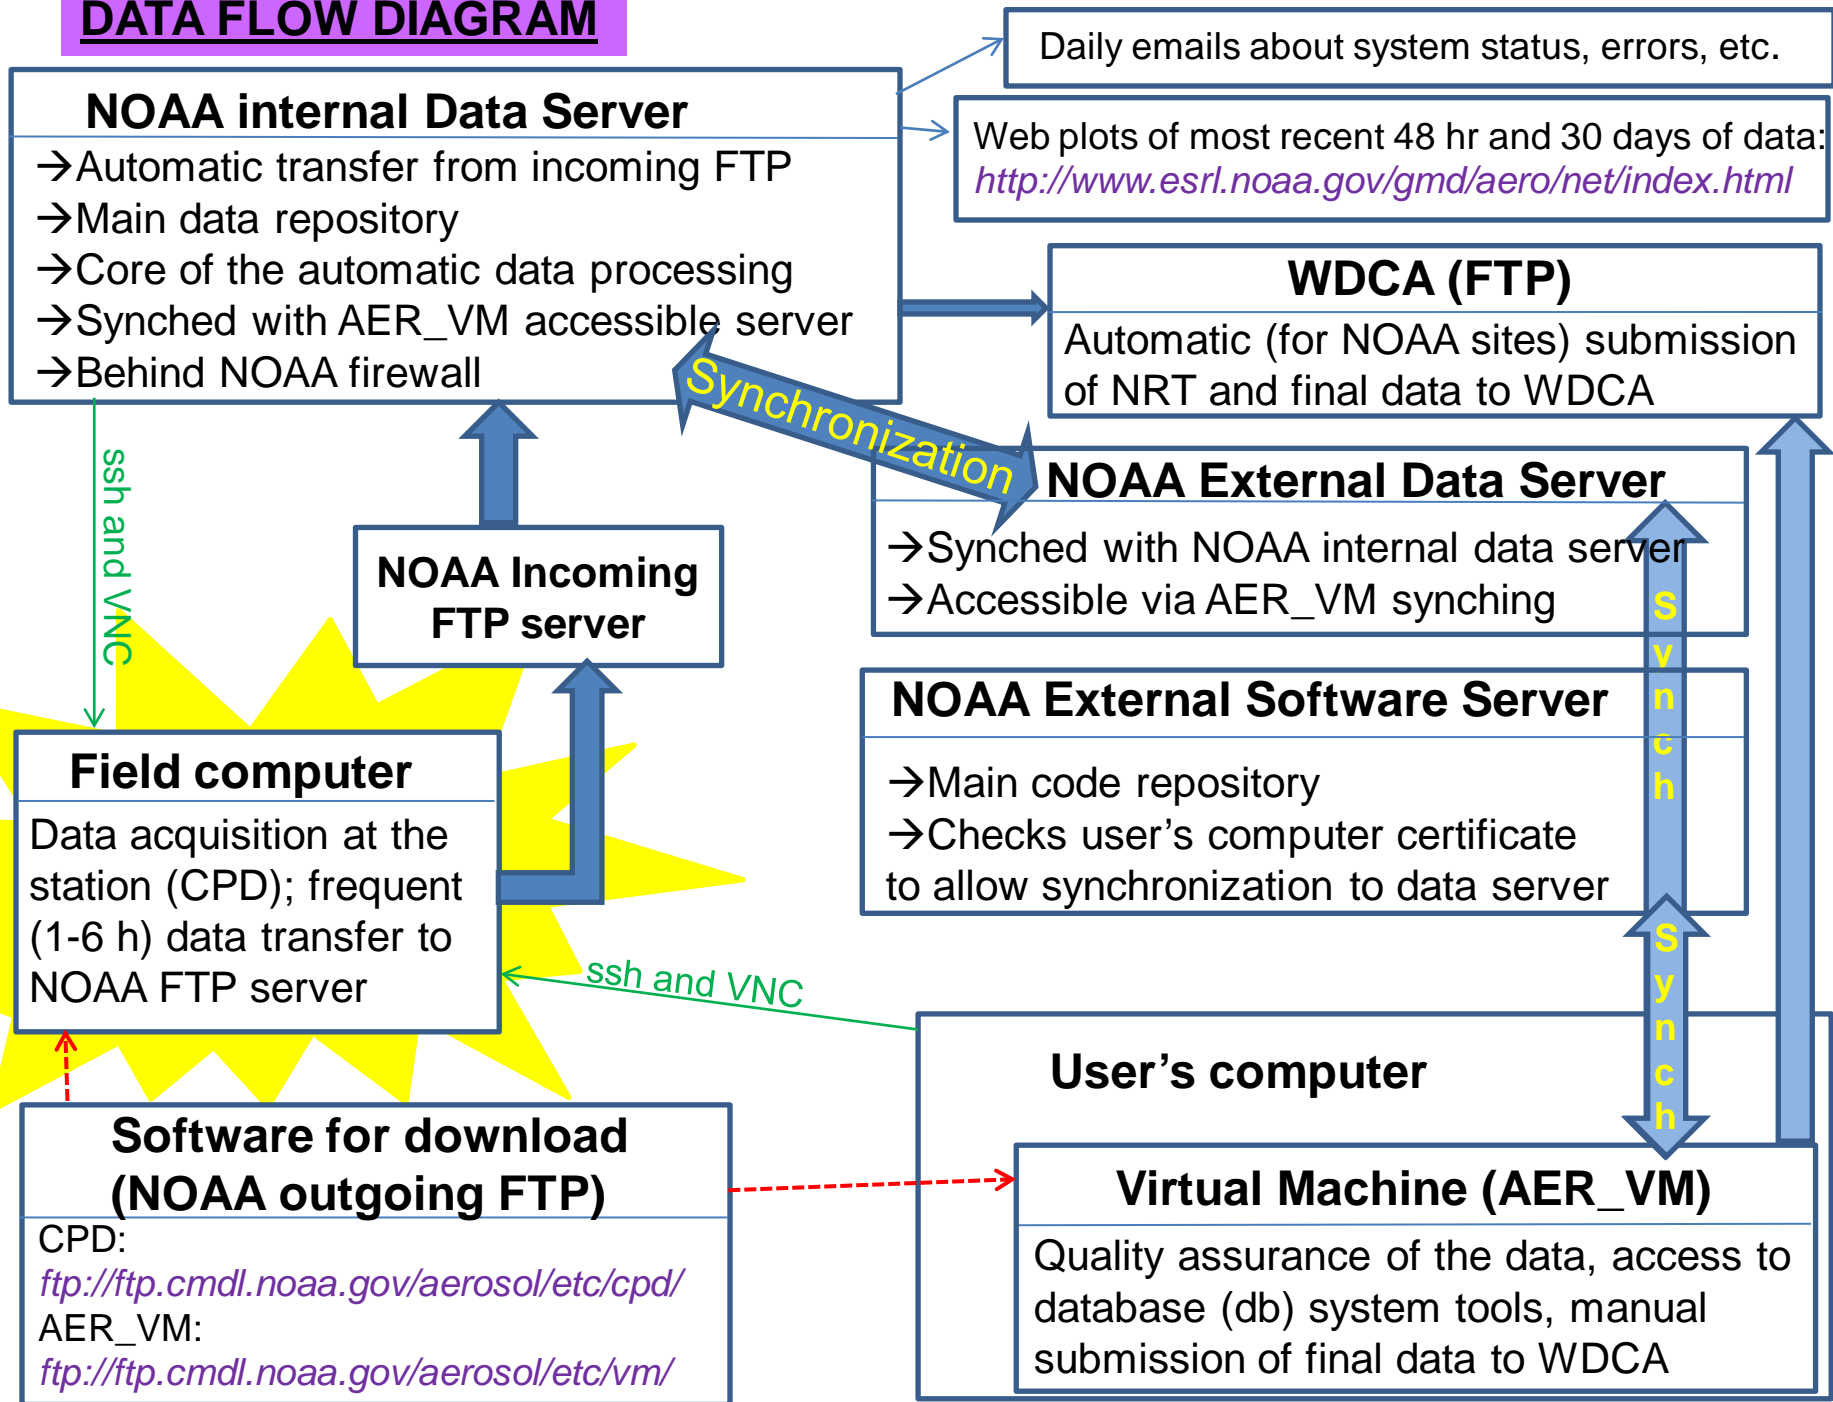 DATA FLOW DIAGRAM
Daily emails about system status, errors, etc.
NOAA internal Data Server
→Automatic transfer from incoming FTP
→Main data repository
→Core of the automatic data processing
→Synched with AER_VM accessible server
→Behind NOAA firewall
Web plots of most recent 48 hr and 30 days of data:
http://www.esrl.noaa.gov/gmd/aero/net/index.html
WDCA (FTP)
Automatic (for NOAA sites) submission
of NRT and final data to WDCA
Synchronization
ssh and VNC
NOAA External Data Server
→Synched with NOAA internal data server
→Accessible via AER_VM synching
NOAA Incoming
FTP server
Synch
NOAA External Software Server
→Main code repository
→Checks user's computer certificate
to allow synchronization to data server
Field computer
Data acquisition at the
station (CPD); frequent
(1-6 h) data transfer to
NOAA FTP server
ssh and VNC
Synch
User's computer
Software for download
(NOAA outgoing FTP)
CPD:
ftp://ftp.cmdl.noaa.gov/aerosol/etc/cpd/
AER_VM:
ftp://ftp.cmdl.noaa.gov/aerosol/etc/vm/
Virtual Machine (AER_VM)
Quality assurance of the data, access to
database (db) system tools, manual
submission of final data to WDCA